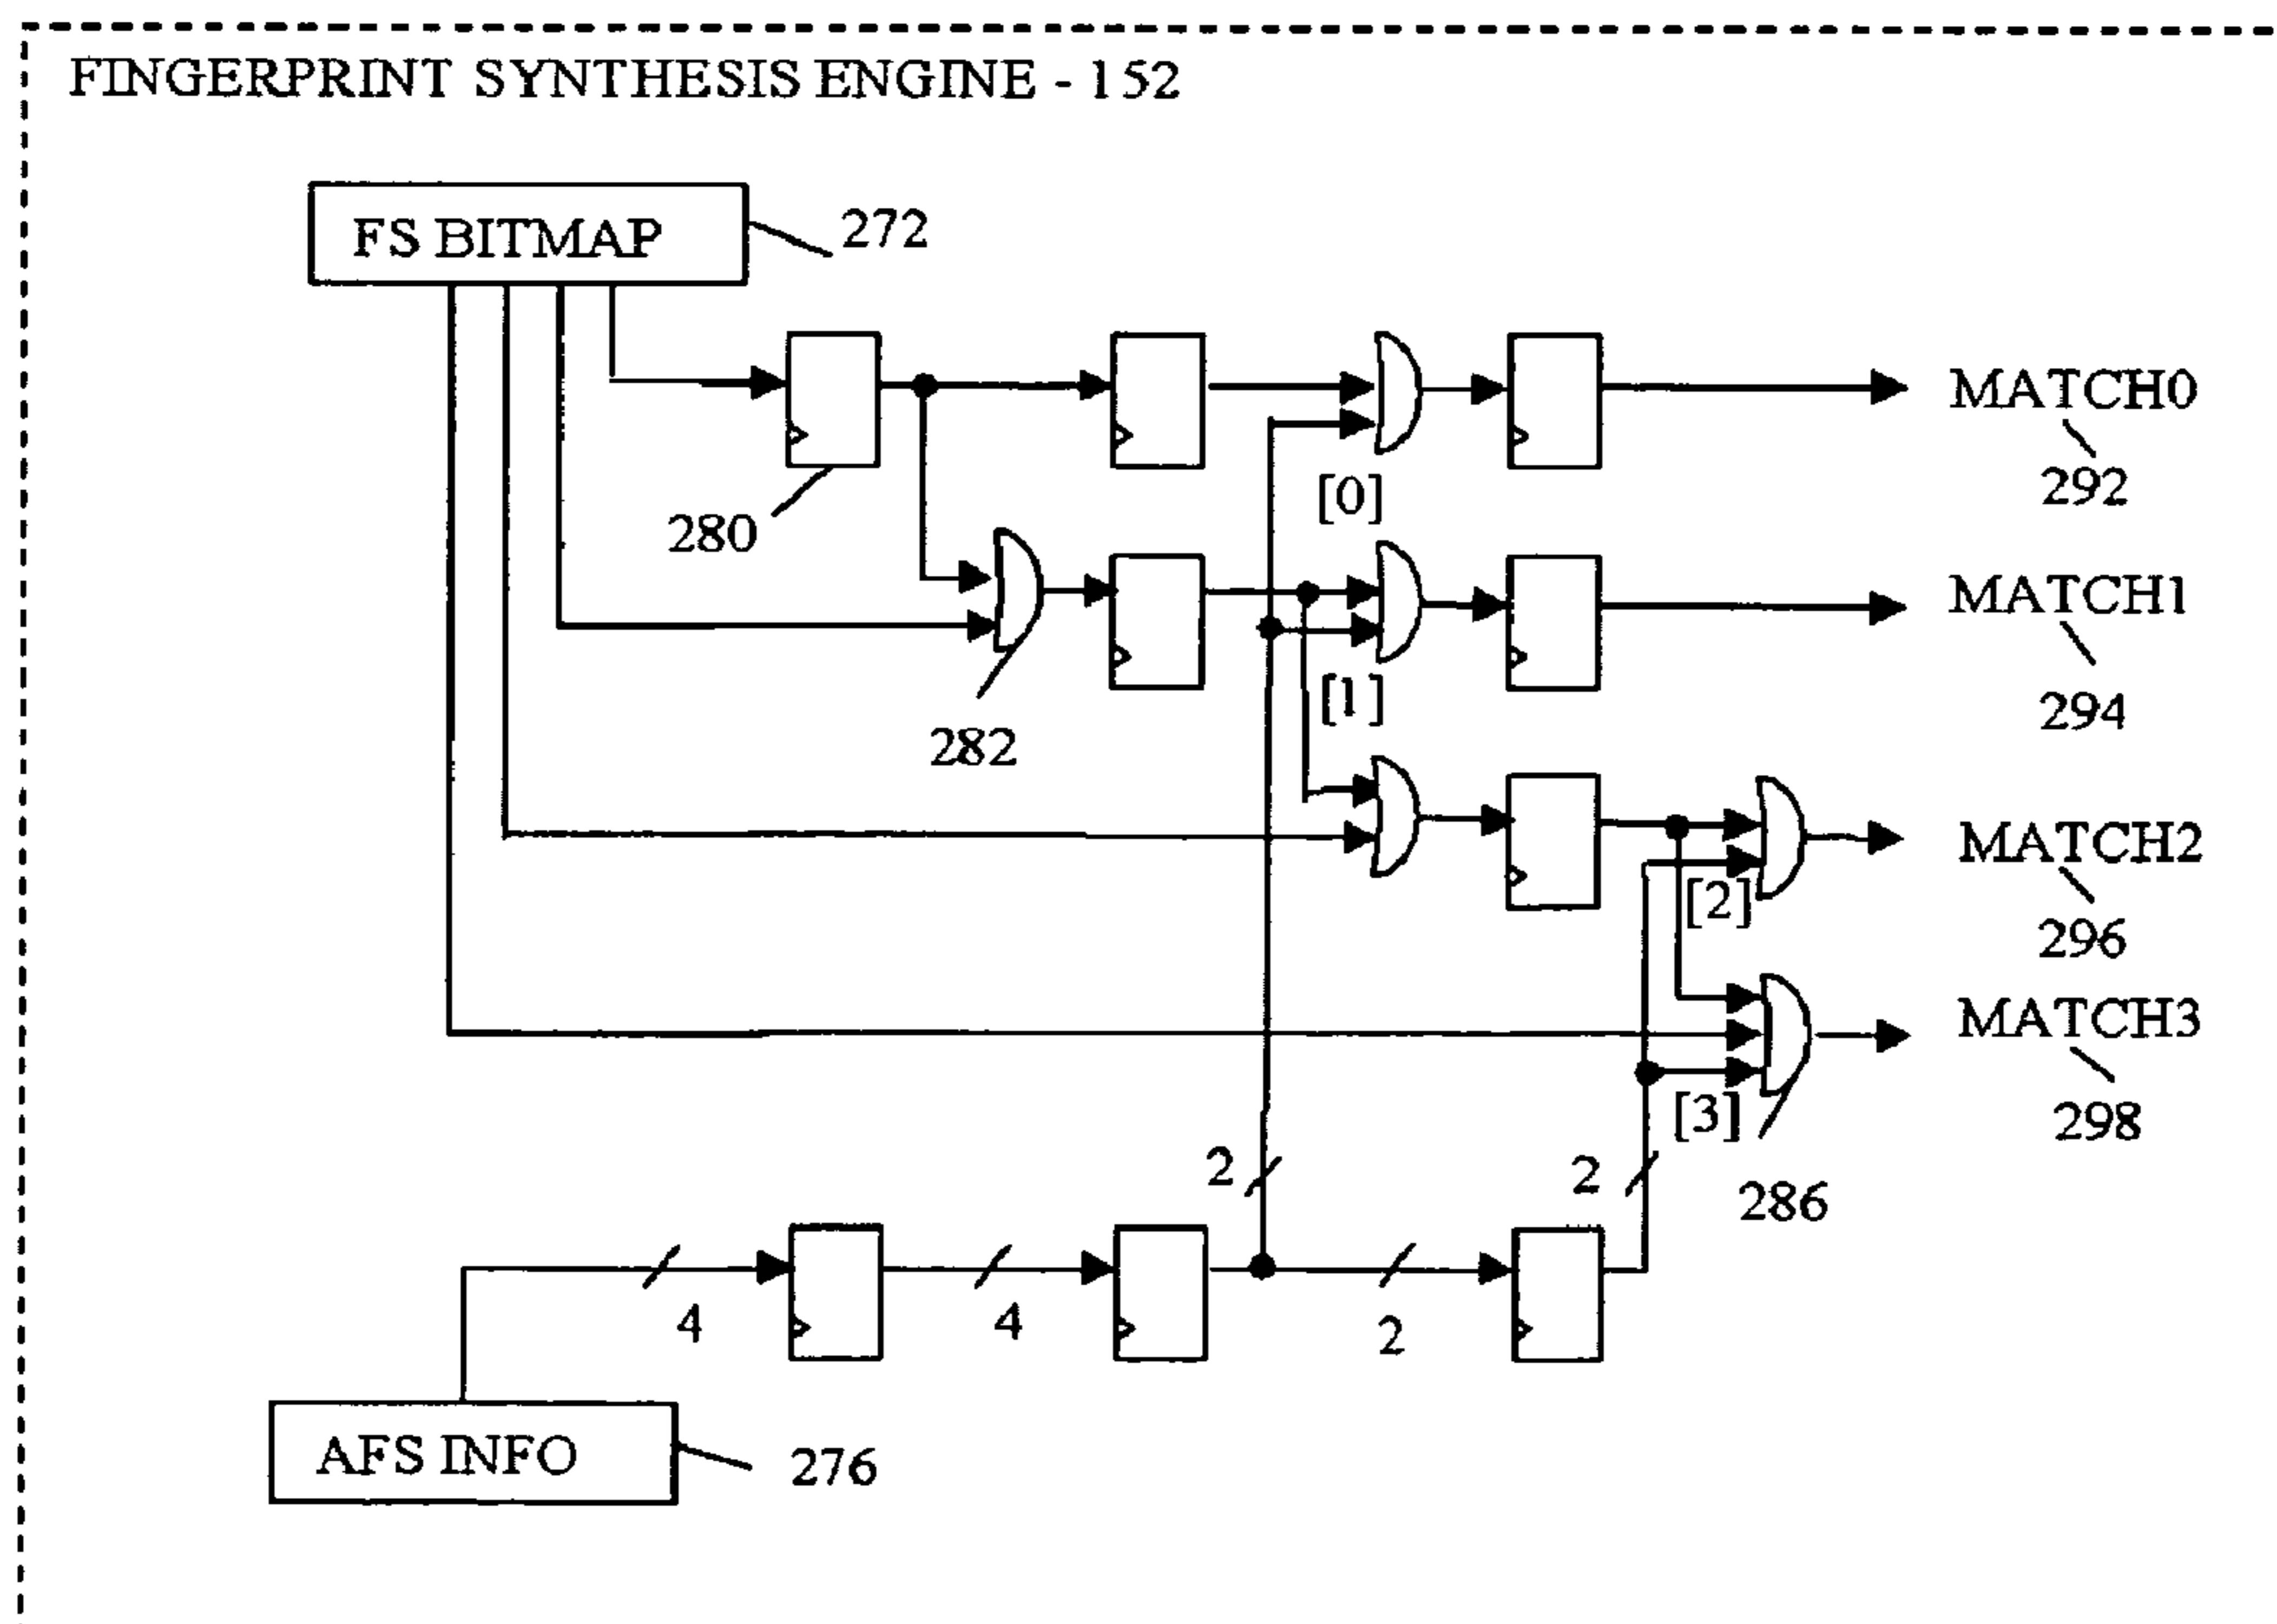 FINGERPRINT SYNTHESIS ENGINE - 152
FS BITMAP
272
MATCH0
292
[0]
280
MATCH1
294
[1]
282
MATCH2
[2]
296
MATCH3
[3]
298
2
2
286
4
4
2
AFS INFO
276